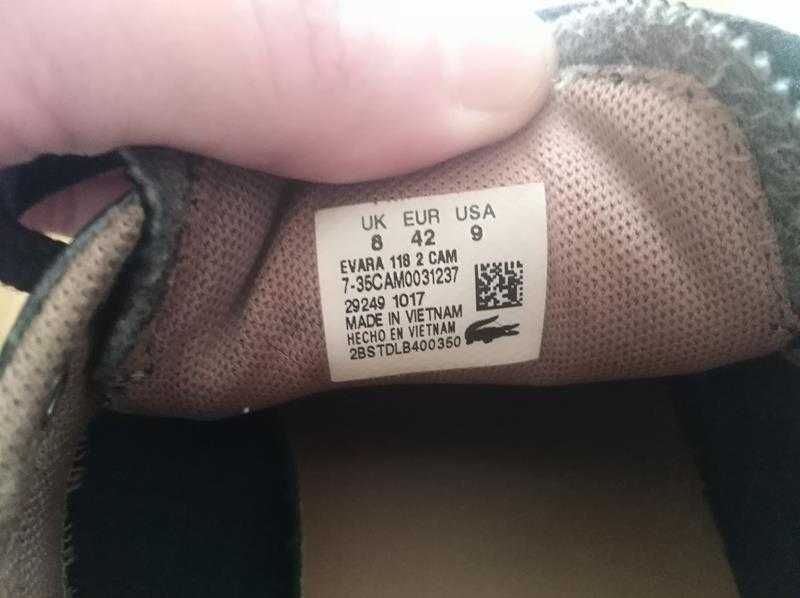 UK EUR USA
8 42 9
EVARA 118 2 CAM
7-35CAM0031237
29249 1017
MADE IN VIETNAM
HECHO EN VIETNAM
2BSTDLB400350